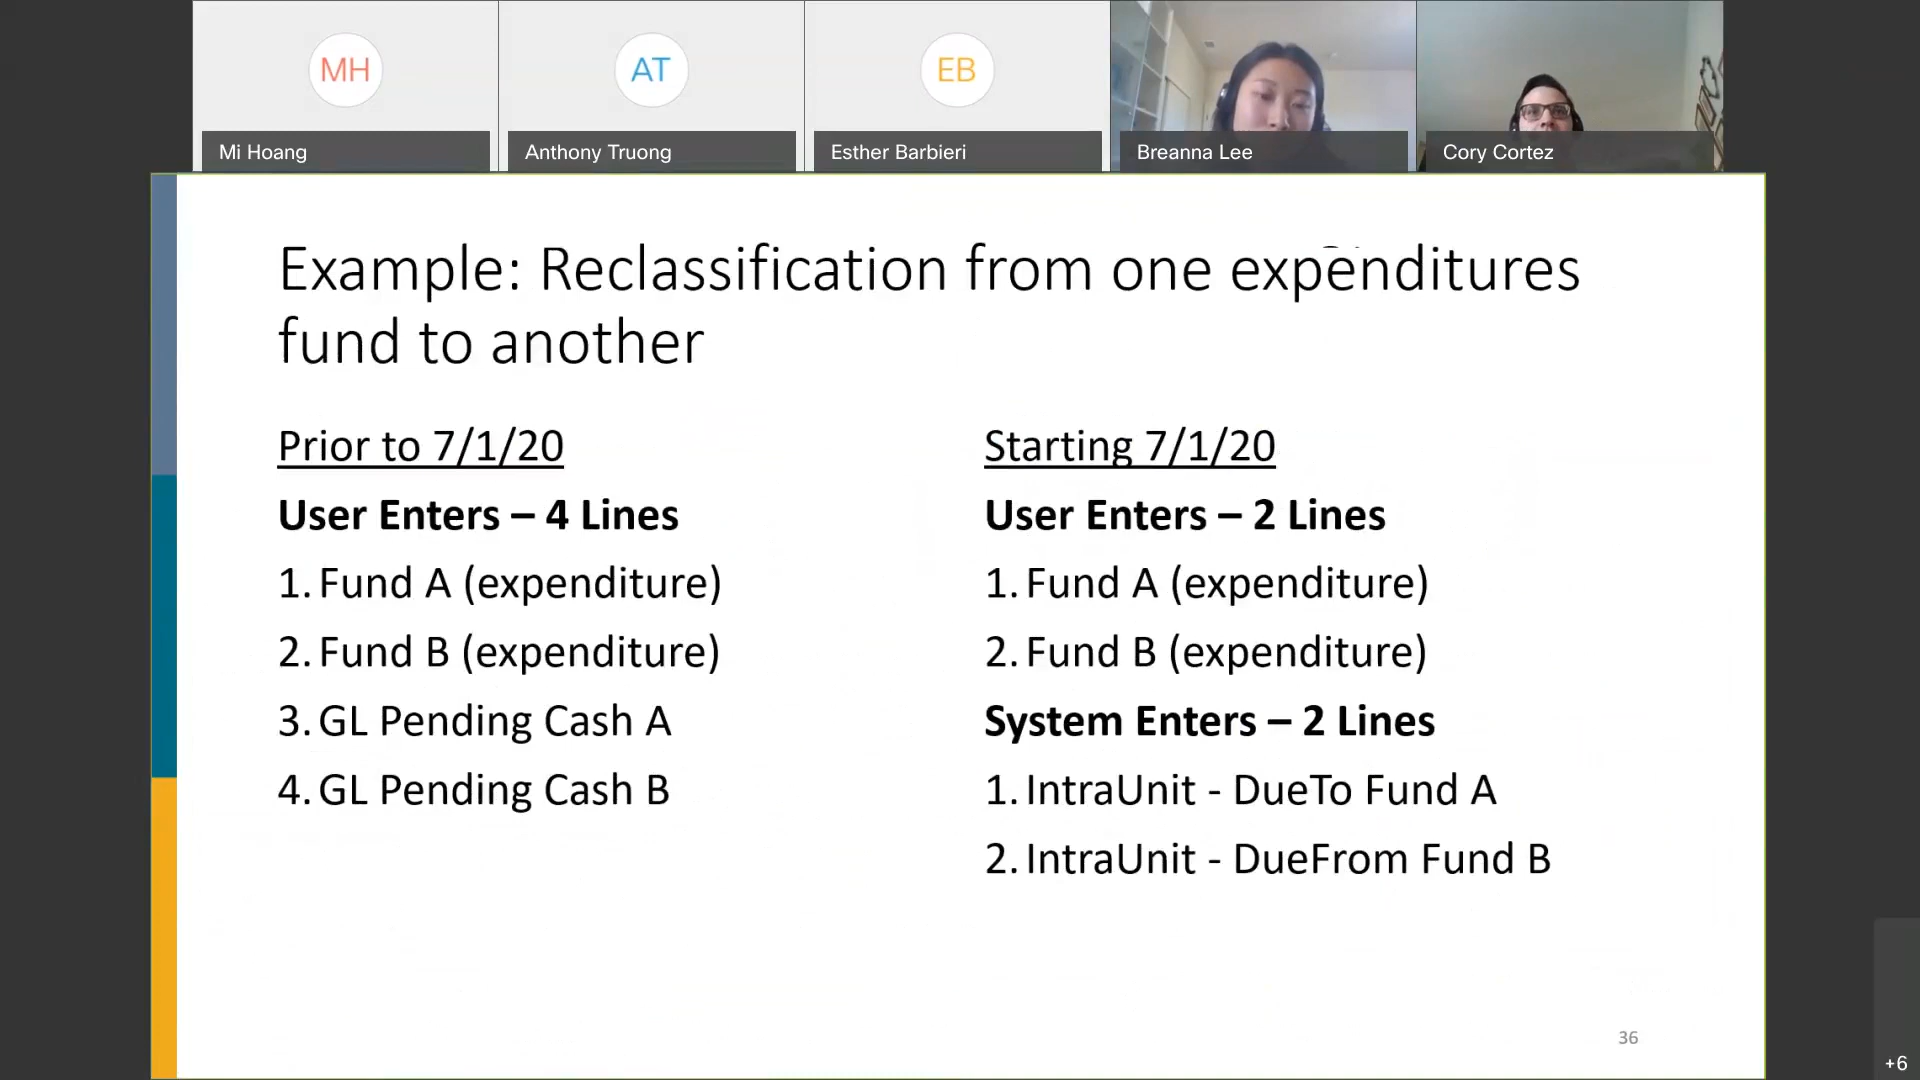 MH
AT
EB
Mi Hoang
Anthony Truong
Esther Barbieri
Breanna Lee
Cory Cortez
Example: Reclassification from one expenditures
fund to another
Prior to 7/1/20
User Enters – 4 Lines
1. Fund A (expenditure)
2. Fund B (expenditure)
3. GL Pending Cash A
4. GL Pending Cash B
Starting 7/1/20
User Enters – 2 Lines
1. Fund A (expenditure)
2. Fund B (expenditure)
System Enters – 2 Lines
1. IntraUnit - DueTo Fund A
2. IntraUnit - DueFrom Fund B
36
+6